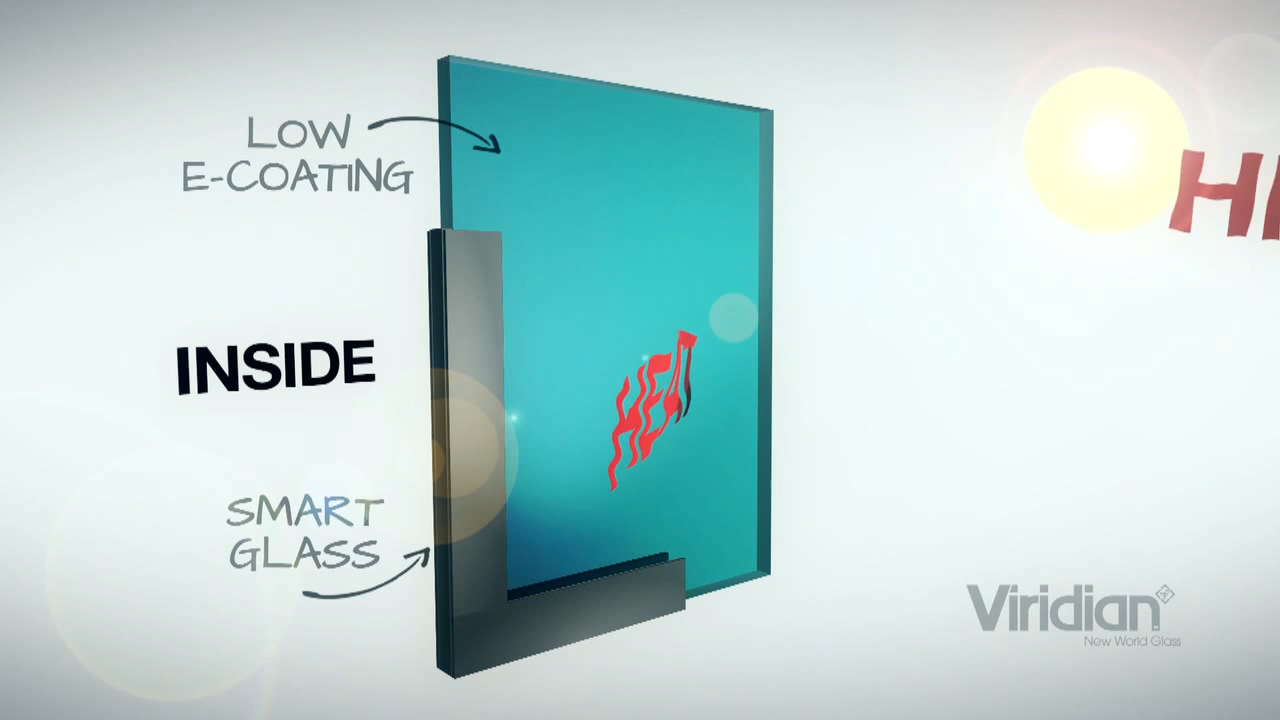 LOW
E-COATING
INSIDE
HEAT
SMART
GLASS
Viridian
New World Glass